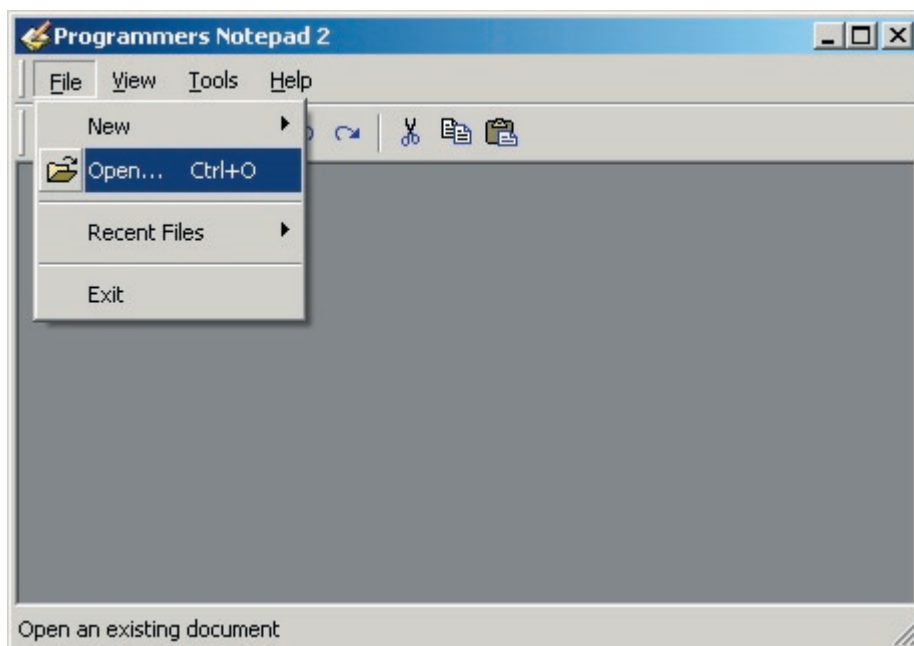 Programmers Notepad 2
File View Tools Help
New
Open... Ctrl+O
Recent Files
Exit
Open an existing document